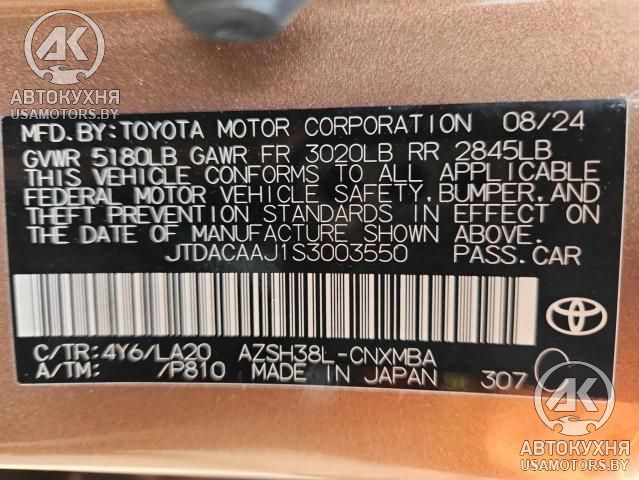 AK
АВТОКУХНЯ
USAMOTORS.BY
MFD.BY:TOYOTA MOTOR CORPORATION 08/24
GVWR 5180LB GAWR FR 3020LB RR 2845LB
THIS VEHICLE CONFORMS TO ALL APPLICABLE
FEDERAL MOTOR VEHICLE SAFETY,BUMPER,AND
THEFT PREVENTION STANDARDS IN EFFECT ON
THE DATE OF MANUFACTURE SHOWN ABOVE.
JTDACAAJ1S3003550 PASS.CAR
TOYOTA
C/TR:4Y6/LA20 AZSH38L-CNXMBA
A/TM: /P810 MADE IN JAPAN 307
AK
АВТОКУХНЯ
USAMOTORS.BY